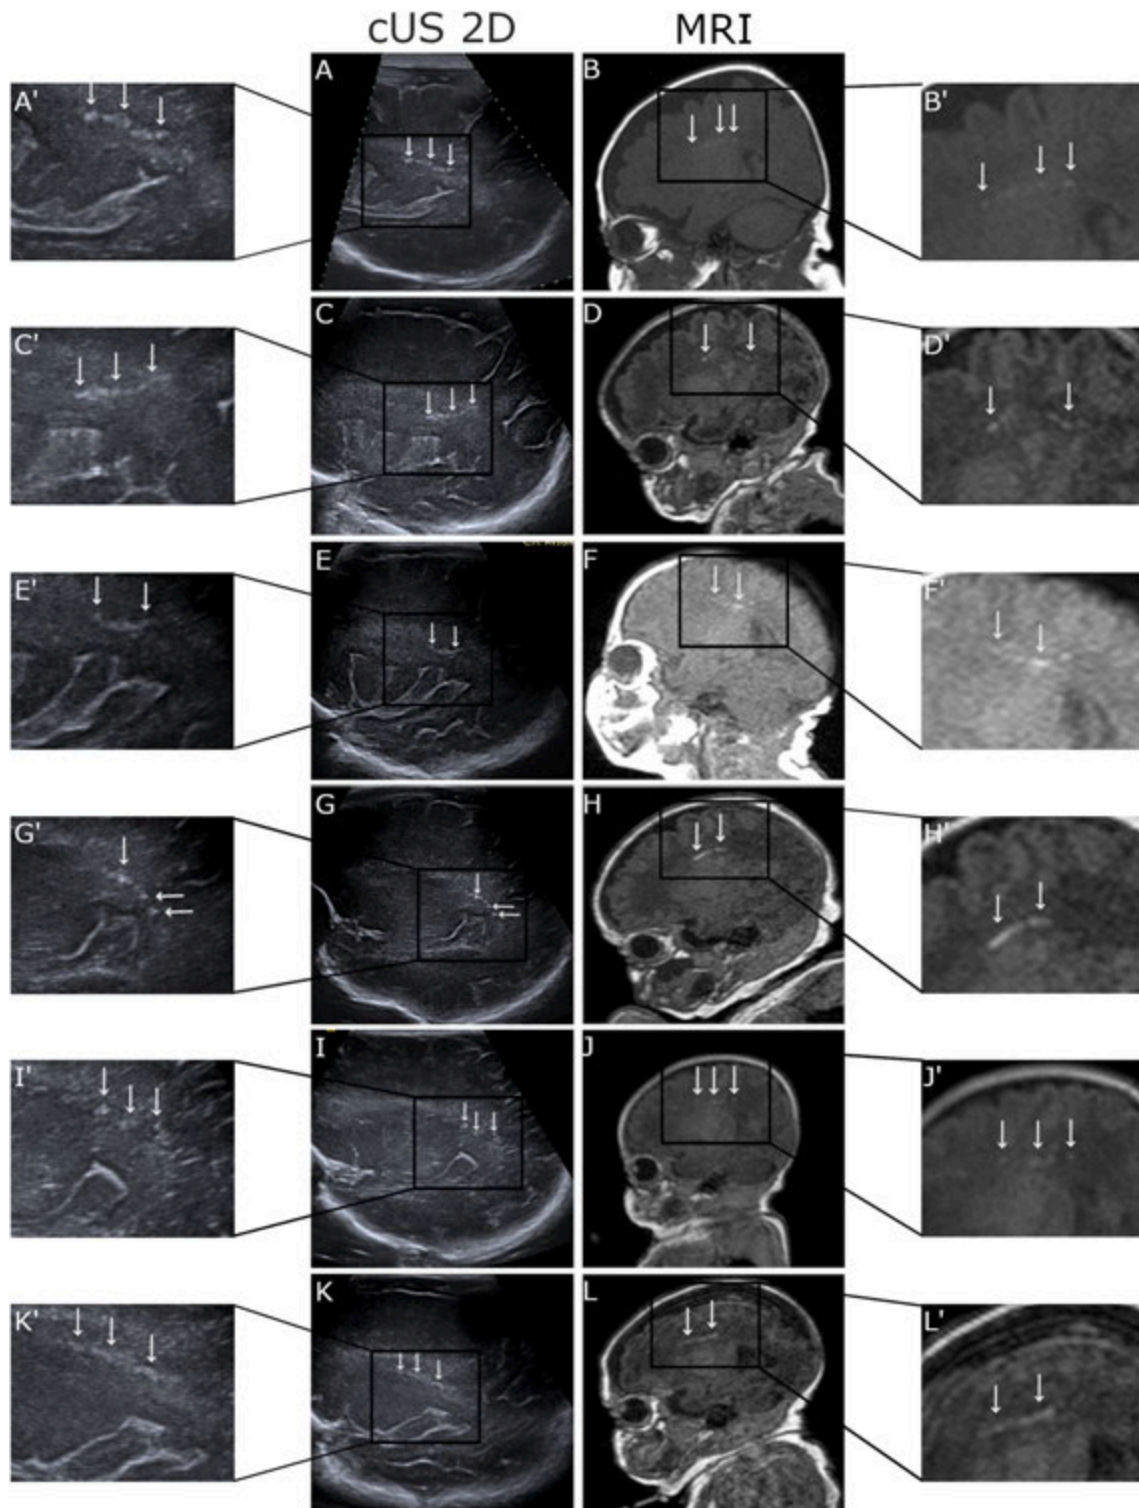 cUS 2D MRI
A' A B B'
C' C D D'
E' E F F'
G' G H H'
I' I J J'
K' K L L'